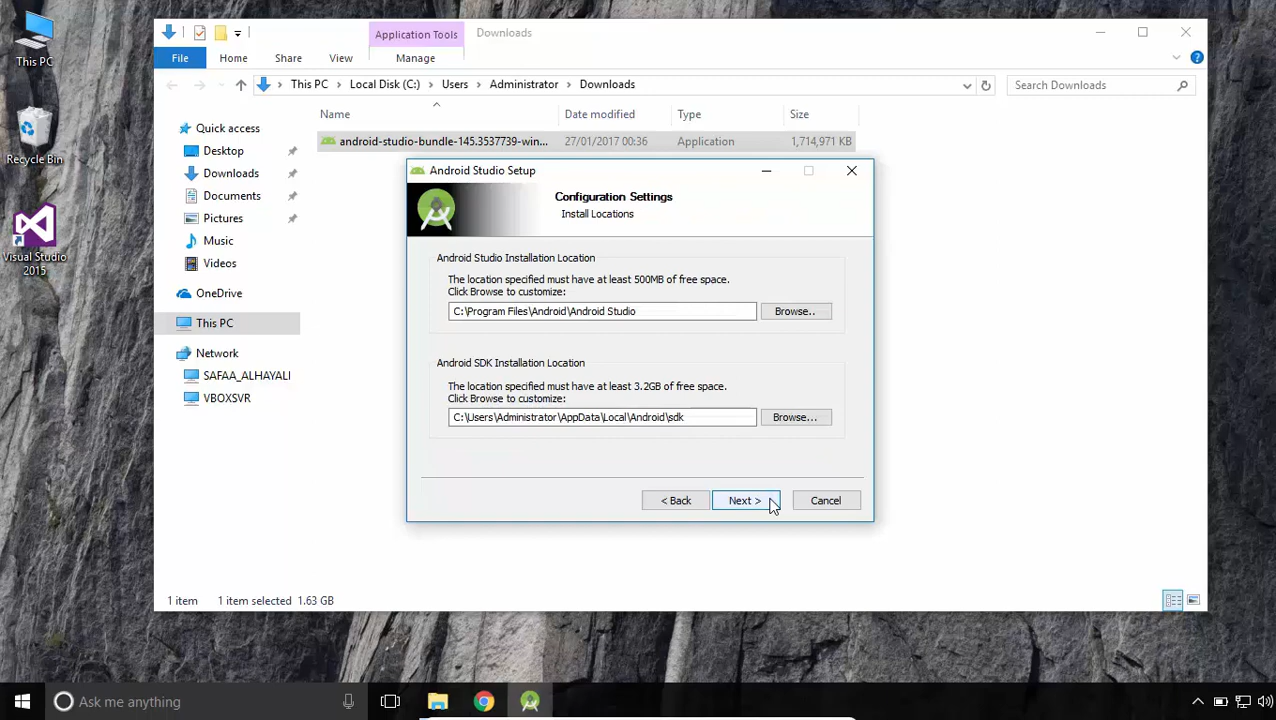 This PC
Recycle Bin
Visual Studio
2015
Application Tools
Downloads
File
Home
Share
View
Manage
This PC
Local Disk (C:)
Users
Administrator
Downloads
Search Downloads
Name
Date modified
Type
Size
android-studio-bundle-145.3537739-win...
27/01/2017 00:36
Application
1,714,971 KB
Quick access
Desktop
Downloads
Documents
Pictures
Music
Videos
OneDrive
This PC
Network
SAFAA_ALHAYALI
VBOXSVR
Android Studio Setup
Configuration Settings
Install Locations
Android Studio Installation Location
The location specified must have at least 500MB of free space.
Click Browse to customize:
C:\Program Files\Android\Android Studio
Browse..
Android SDK Installation Location
The location specified must have at least 3.2GB of free space.
Click Browse to customize:
C:\Users\Administrator\AppData\Local\Android\sdk
Browse...
< Back
Next >
Cancel
1 item
1 item selected 1.63 GB
Ask me anything